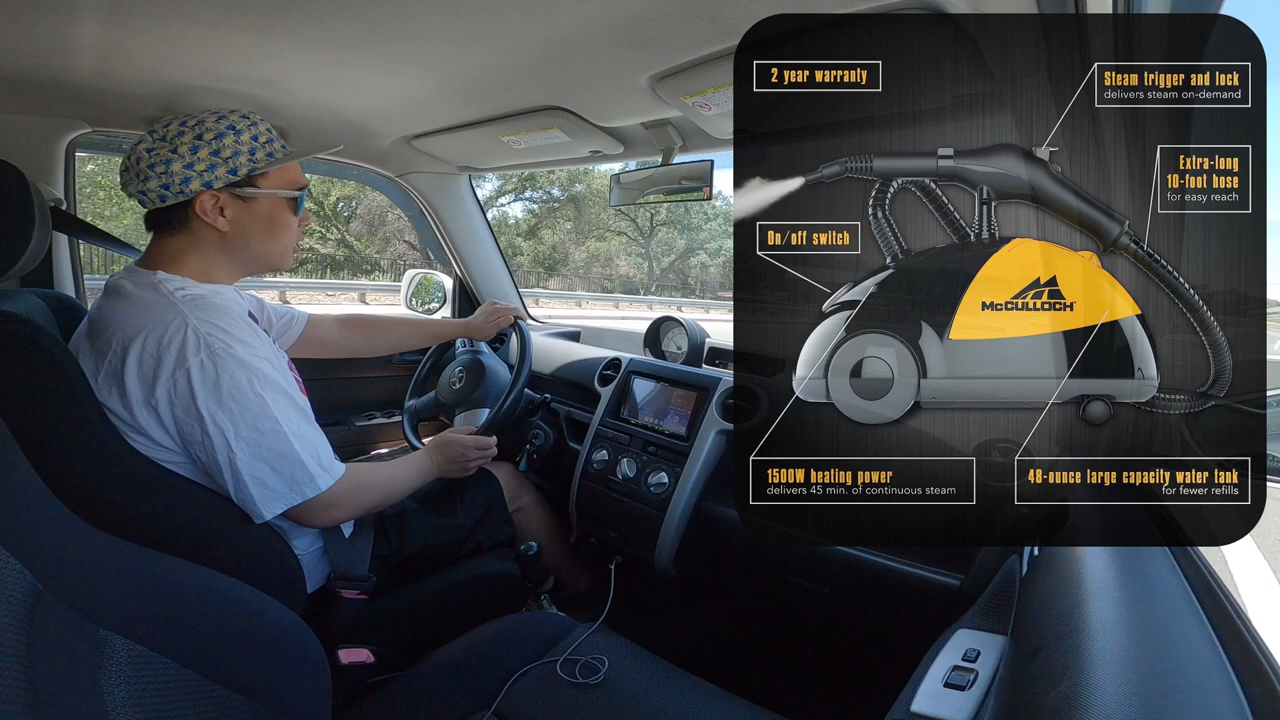 2 year warranty
Steam trigger and lock
delivers steam on-demand
Extra-long
10-foot hose
for easy reach
On/off switch
McCULLOCH
1500W heating power
delivers 45 min. of continuous steam
48-ounce large capacity water tank
for fewer refills